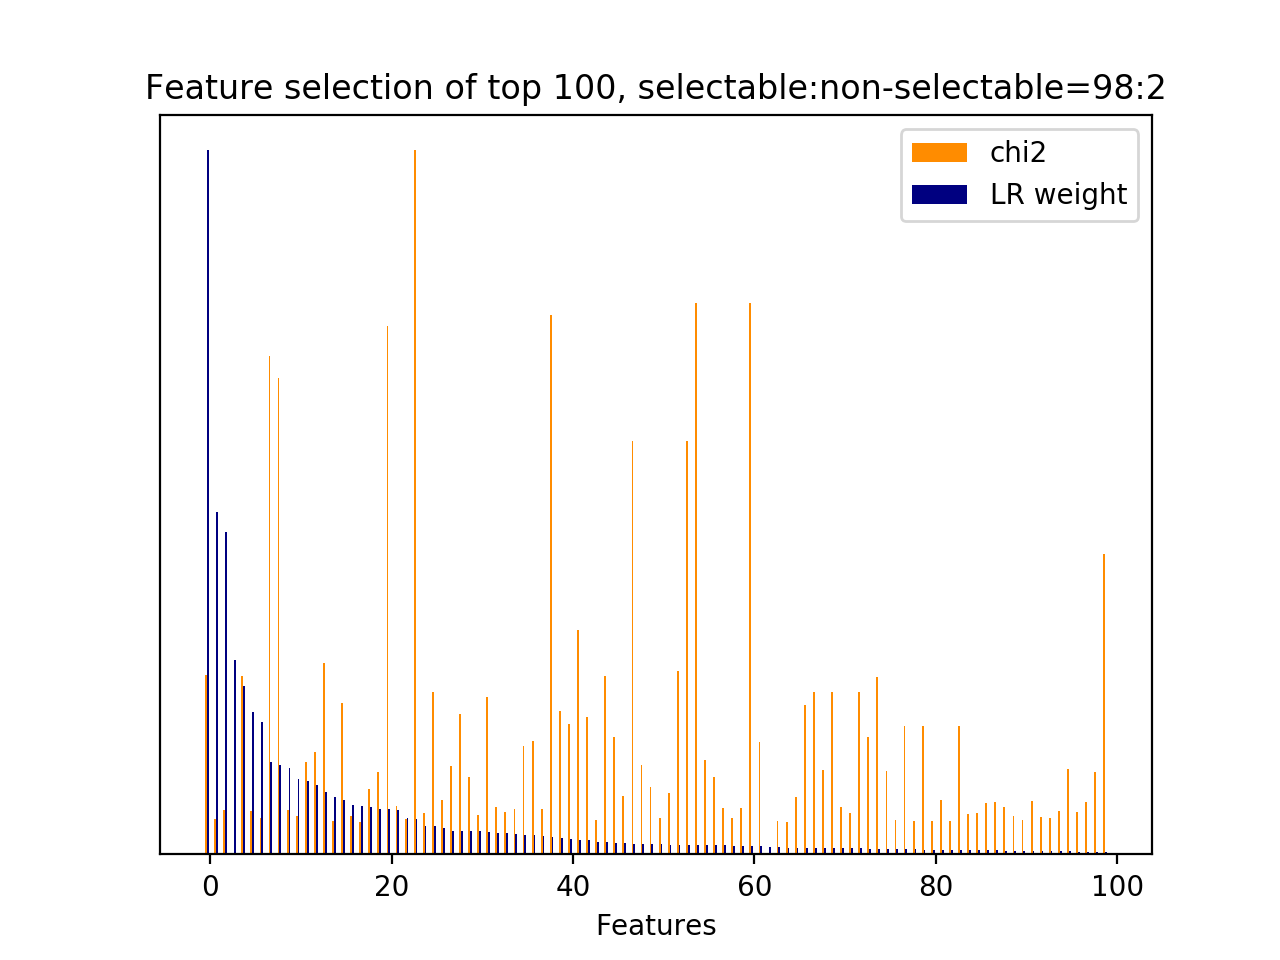 Feature selection of top 100, selectable:non-selectable=98:2
chi2
LR weight
0 20 40 60 80 100
Features